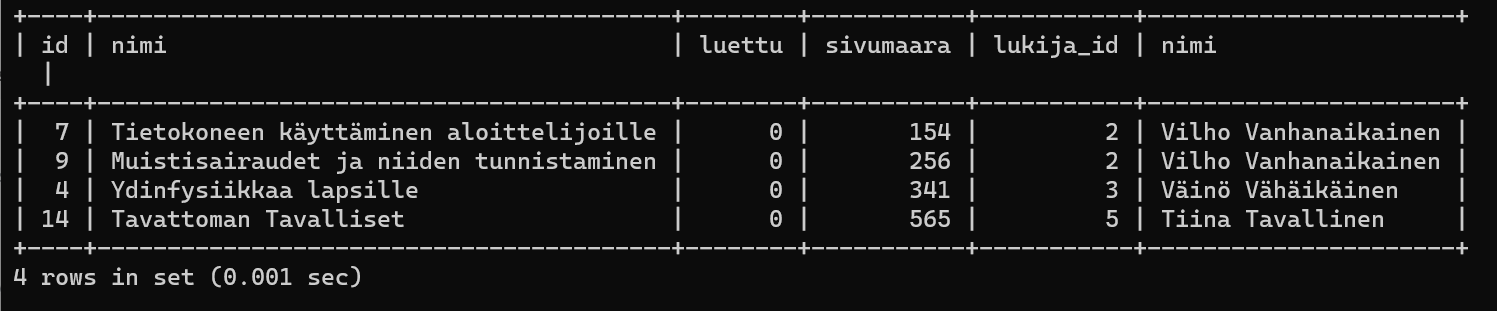 +----+-----------------------------------------+--------+-----------+-----------+----------------------+
| id | nimi                                    | luettu | sivumaara | lukija_id | nimi
  |
+----+-----------------------------------------+--------+-----------+-----------+----------------------+
|  7 | Tietokoneen käyttäminen aloittelijoille |      0 |       154 |         2 | Vilho Vanhanaikainen |
|  9 | Muistisairaudet ja niiden tunnistaminen |      0 |       256 |         2 | Vilho Vanhanaikainen |
|  4 | Ydinfysiikkaa lapsille                  |      0 |       341 |         3 | Väinö Vähäikäinen    |
| 14 | Tavattoman Tavalliset                   |      0 |       565 |         5 | Tiina Tavallinen     |
+----+-----------------------------------------+--------+-----------+-----------+----------------------+
4 rows in set (0.001 sec)